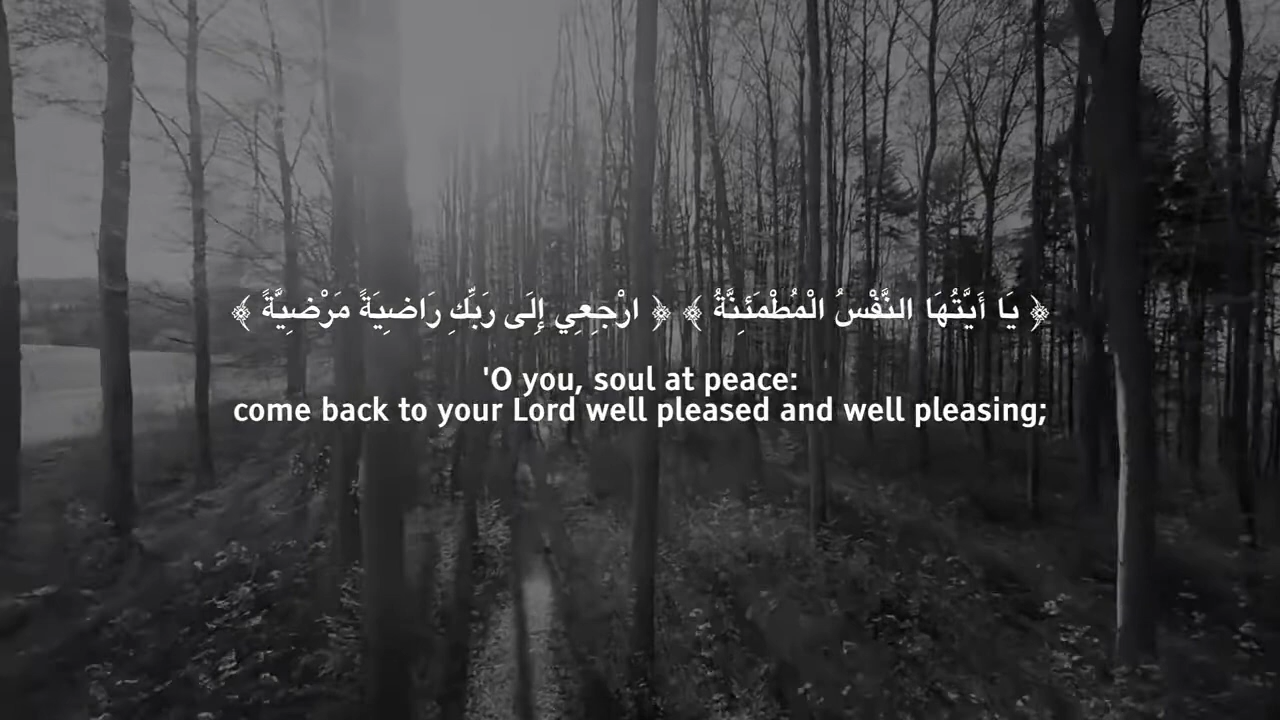 ﴿ يَا أَيَّتُهَا النَّفْسُ الْمُطْمَئِنَّةُ ﴾ ﴿ ارْجِعِي إِلَى رَبِّكِ رَاضِيَةً مَرْضِيَّةً ﴾
'O you, soul at peace:
come back to your Lord well pleased and well pleasing;